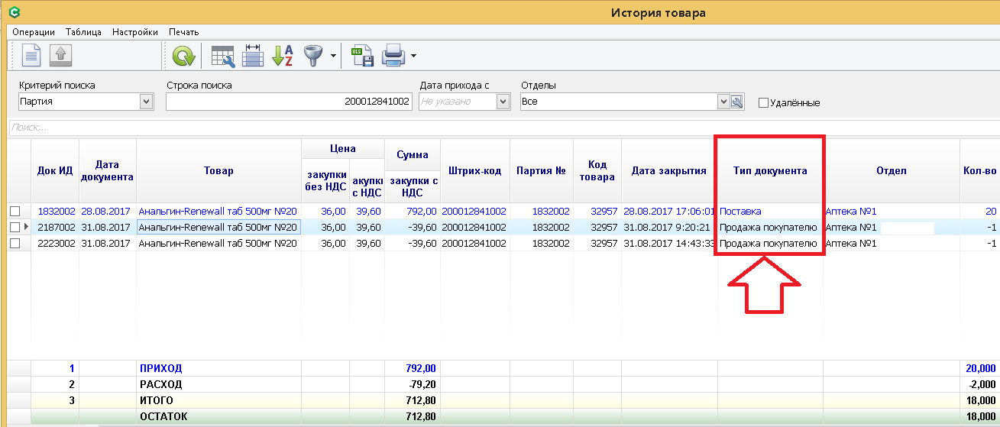 История товара
Операции Таблица Настройки Печать
Критерий поиска Строка поиска Дата прихода с Отделы
Партия 200012841002 Не указано Все Удалённые
Поиск...
Док ИД Дата документа Товар Цена закупки без НДС акупки с НДС Сумма закупки с НДС Штрих-код Партия № Код товара Дата закрытия Тип документа Отдел Кол-во
1832002 28.08.2017 Анальгин-Renewall таб 500мг №20 36,00 39,60 792,00 200012841002 1832002 32957 28.08.2017 17:06:01 Поставка Аптека №1 20
2187002 31.08.2017 Анальгин-Renewall таб 500мг №20 36,00 39,60 -39,60 200012841002 1832002 32957 31.08.2017 9:20:21 Продажа покупателю Аптека №1 -1
2223002 31.08.2017 Анальгин-Renewall таб 500мг №20 36,00 39,60 -39,60 200012841002 1832002 32957 31.08.2017 14:43:33 Продажа покупателю Аптека №1 -1
1 ПРИХОД 792,00 20,000
2 РАСХОД -79,20 -2,000
3 ИТОГО 712,80 18,000
ОСТАТОК 712,80 18,000